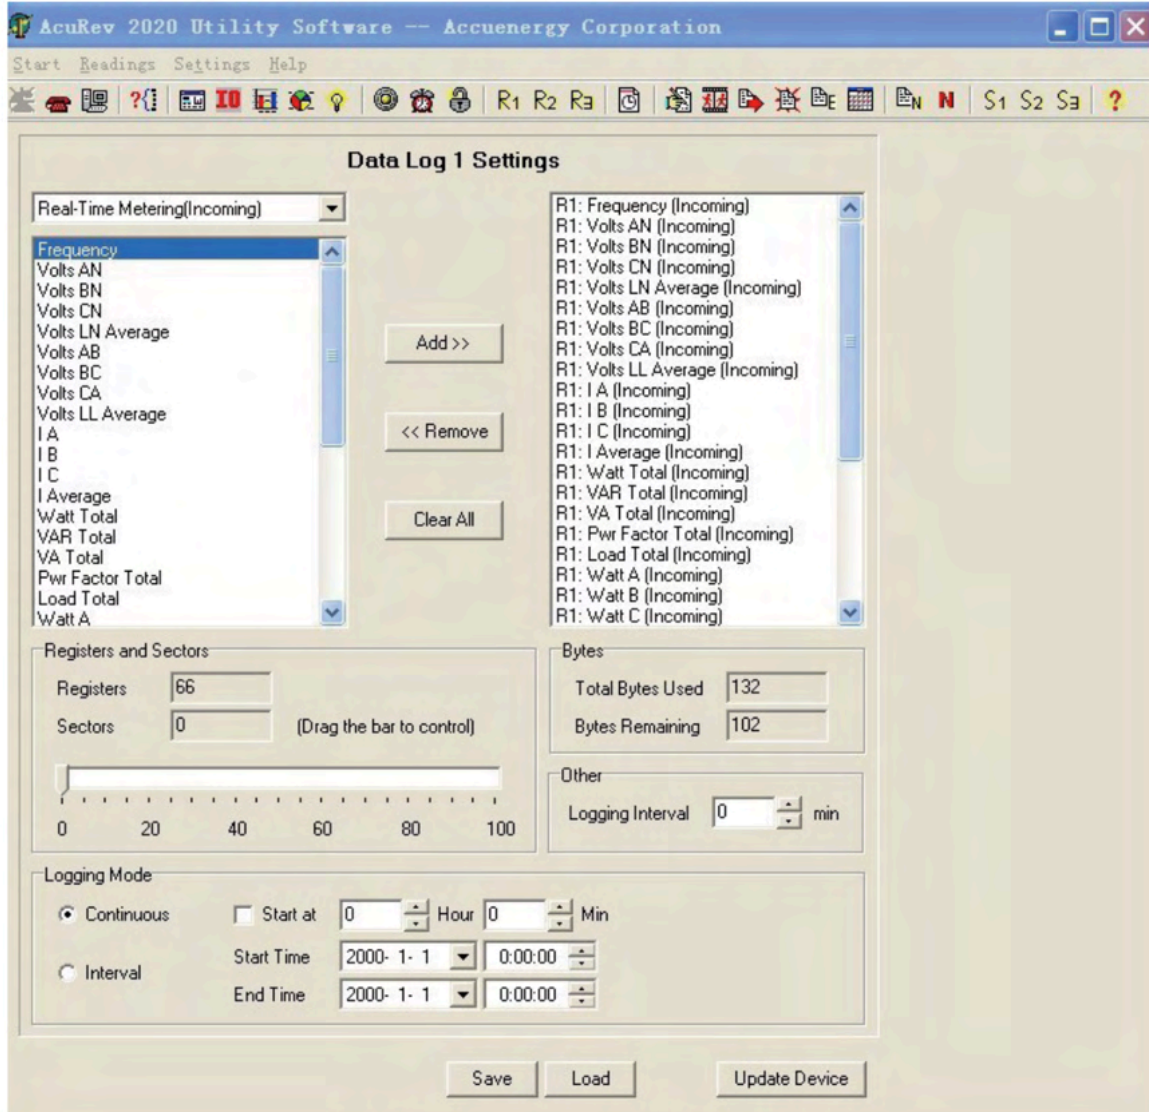 AcuRev 2020 Utility Software -- Accuenergy Corporation
Start Readings Settings Help
?{} IO R1 R2 R3 E N N S1 S2 S3 ?
Data Log 1 Settings
Real-Time Metering(Incoming)
Frequency
Volts AN
Volts BN
Volts CN
Volts LN Average
Volts AB
Volts BC
Volts CA
Volts LL Average
I A
I B
I C
I Average
Watt Total
VAR Total
VA Total
Pwr Factor Total
Load Total
Watt A
Add >>
<< Remove
Clear All
R1: Frequency (Incoming)
R1: Volts AN (Incoming)
R1: Volts BN (Incoming)
R1: Volts CN (Incoming)
R1: Volts LN Average (Incoming)
R1: Volts AB (Incoming)
R1: Volts BC (Incoming)
R1: Volts CA (Incoming)
R1: Volts LL Average (Incoming)
R1: I A (Incoming)
R1: I B (Incoming)
R1: I C (Incoming)
R1: I Average (Incoming)
R1: Watt Total (Incoming)
R1: VAR Total (Incoming)
R1: VA Total (Incoming)
R1: Pwr Factor Total (Incoming)
R1: Load Total (Incoming)
R1: Watt A (Incoming)
R1: Watt B (Incoming)
R1: Watt C (Incoming)
Registers and Sectors
Registers 66
Sectors 0 (Drag the bar to control)
0 20 40 60 80 100
Bytes
Total Bytes Used 132
Bytes Remaining 102
Other
Logging Interval 0 min
Logging Mode
Continuous Start at 0 Hour 0 Min
Start Time 2000- 1- 1 0:00:00
Interval
End Time 2000- 1- 1 0:00:00
Save Load Update Device